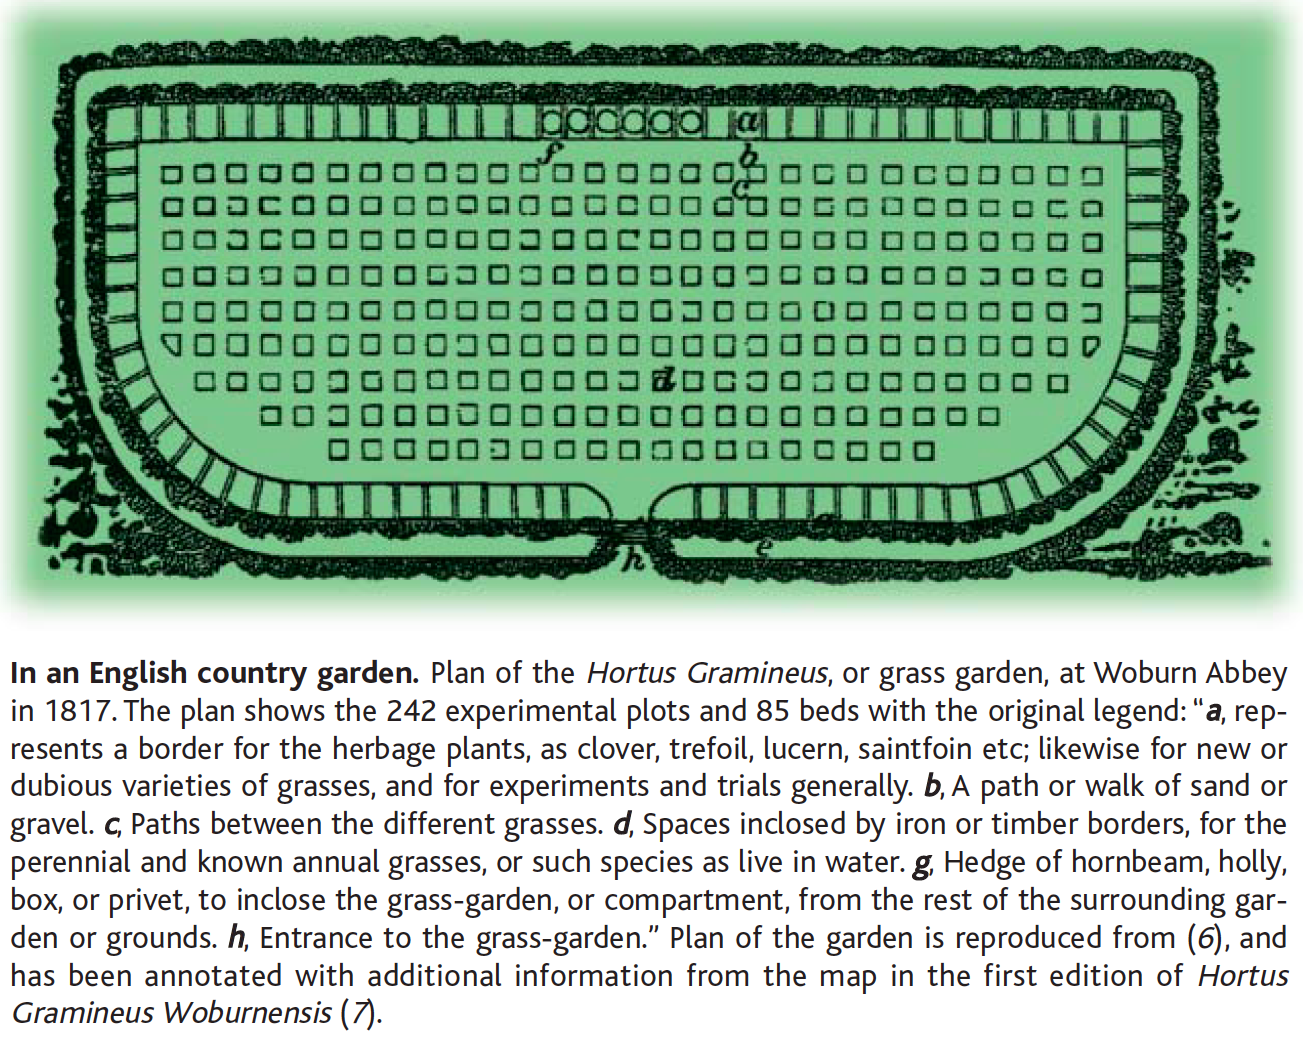 a
f
b
c
d
g
e
h
In an English country garden. Plan of the Hortus Gramineus, or grass garden, at Woburn Abbey
in 1817. The plan shows the 242 experimental plots and 85 beds with the original legend: “a, rep-
resents a border for the herbage plants, as clover, trefoil, lucern, saintfoin etc; likewise for new or
dubious varieties of grasses, and for experiments and trials generally. b, A path or walk of sand or
gravel. c, Paths between the different grasses. d, Spaces inclosed by iron or timber borders, for the
perennial and known annual grasses, or such species as live in water. g, Hedge of hornbeam, holly,
box, or privet, to inclose the grass-garden, or compartment, from the rest of the surrounding gar-
den or grounds. h, Entrance to the grass-garden.” Plan of the garden is reproduced from (6), and
has been annotated with additional information from the map in the first edition of Hortus
Gramineus Woburnensis (7).